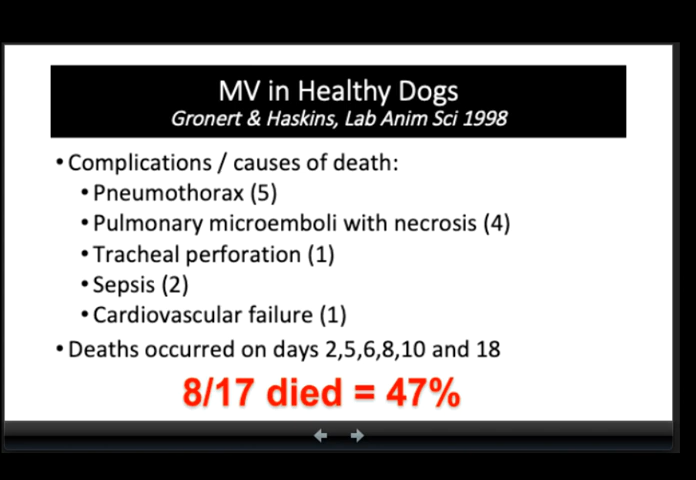 MV in Healthy Dogs
Gronert & Haskins, Lab Anim Sci 1998
• Complications / causes of death:
• Pneumothorax (5)
• Pulmonary microemboli with necrosis (4)
• Tracheal perforation (1)
• Sepsis (2)
• Cardiovascular failure (1)
• Deaths occurred on days 2,5,6,8,10 and 18
8/17 died = 47%